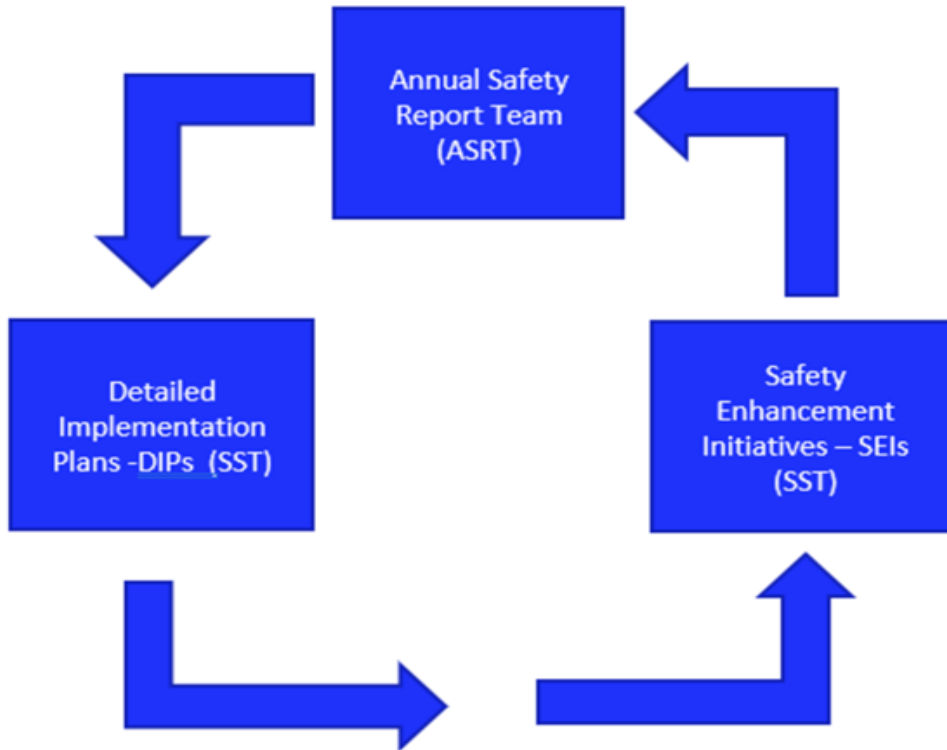 Annual Safety
Report Team
(ASRT)
Detailed
Implementation
Plans -DIPs  (SST)
Safety
Enhancement
Initiatives – SEIs
(SST)